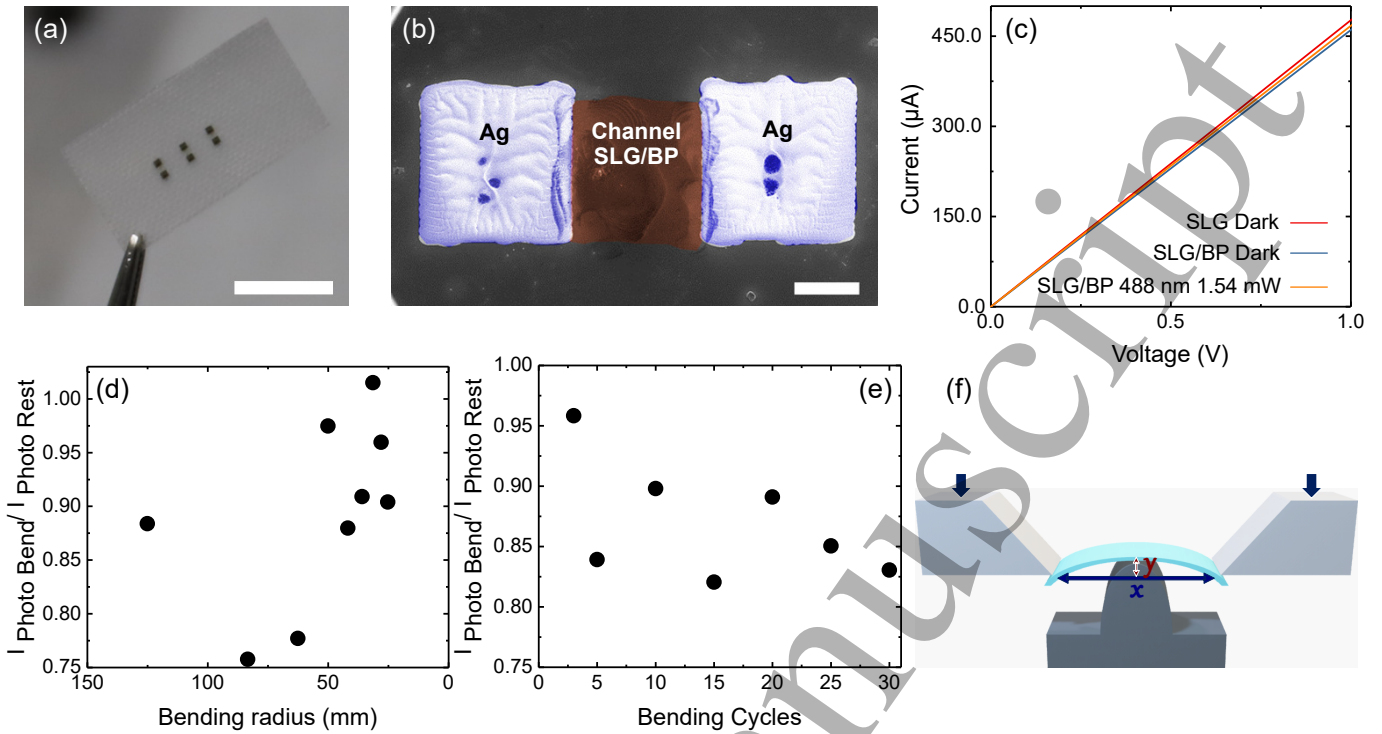 (a)
(b)
Ag
Channel
SLG/BP
Ag
(c)
Current (µA)
450.0
300.0
150.0
0.0
SLG Dark
SLG/BP Dark
SLG/BP 488 nm 1.54 mW
0.0
0.5
1.0
Voltage (V)
(d)
I Photo Bend/ I Photo Rest
1.00
0.95
0.90
0.85
0.80
0.75
150
100
50
0
Bending radius (mm)
(e)
I Photo Bend/ I Photo Rest
1.00
0.95
0.90
0.85
0.80
0.75
0
5
10
15
20
25
30
Bending Cycles
(f)
y
x
nuscript